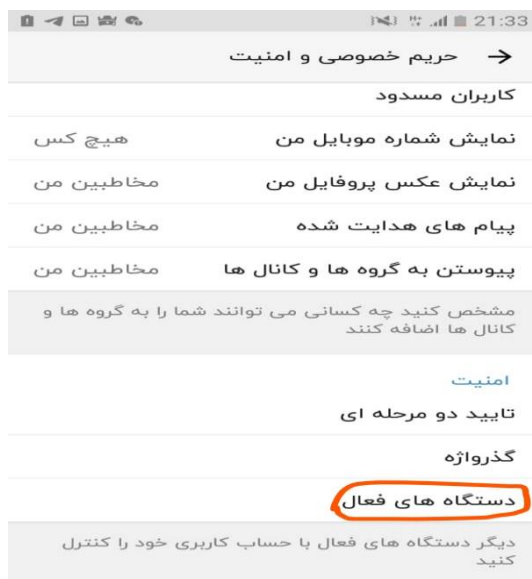 21:33
حریم خصوصی و امنیت
کاربران مسدود
نمایش شماره موبایل من هیچ کس
نمایش عکس پروفایل من مخاطبین من
پیام های هدایت شده مخاطبین من
پیوستن به گروه ها و کانال ها مخاطبین من
مشخص کنید چه کسانی می توانند شما را به گروه ها و
کانال ها اضافه کنند
امنیت
تایید دو مرحله ای
گذرواژه
دستگاه های فعال
دیگر دستگاه های فعال با حساب کاربری خود را کنترل
کنید